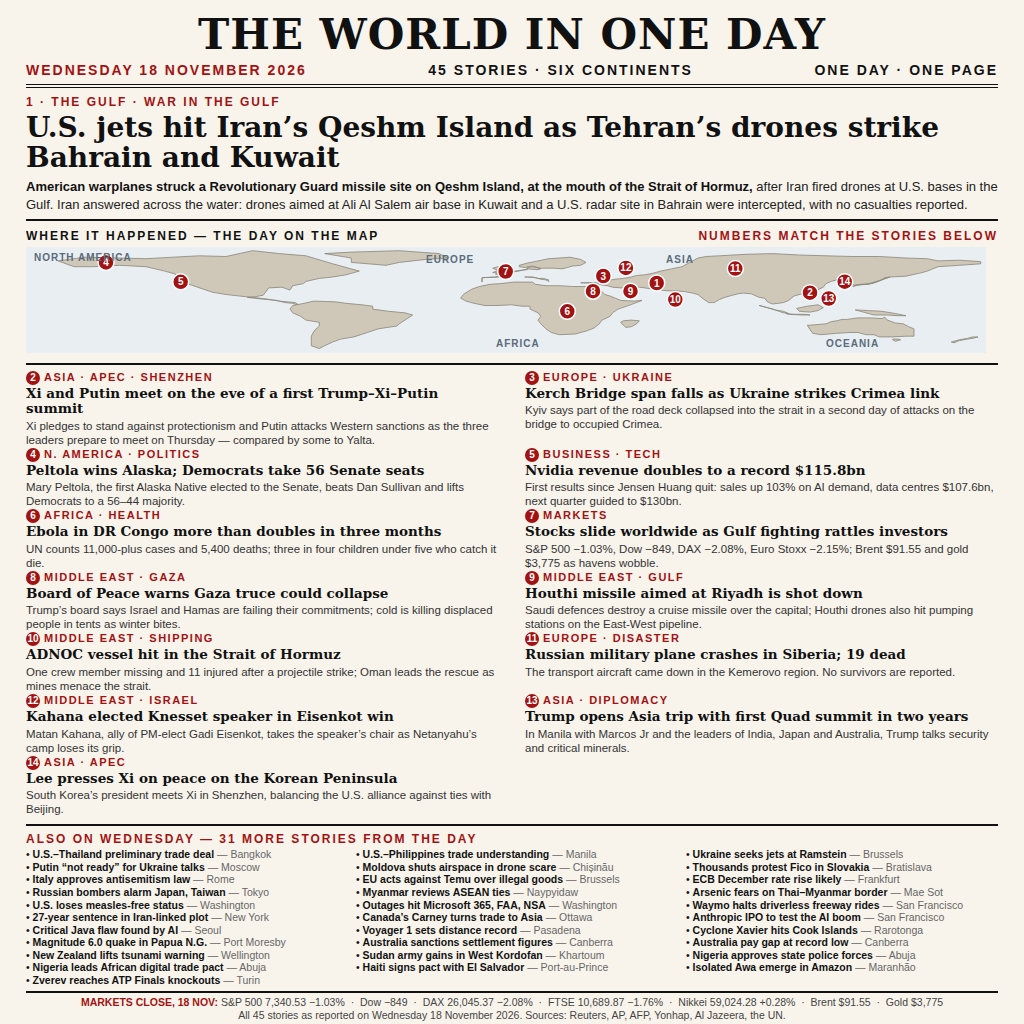 THE WORLD IN ONE DAY
WEDNESDAY 18 NOVEMBER 2026
45 STORIES · SIX CONTINENTS
ONE DAY · ONE PAGE
1 · THE GULF · WAR IN THE GULF
U.S. jets hit Iran’s Qeshm Island as Tehran’s drones strike
Bahrain and Kuwait
American warplanes struck a Revolutionary Guard missile site on Qeshm Island, at the mouth of the Strait of Hormuz, after Iran fired drones at U.S. bases in the
Gulf. Iran answered across the water: drones aimed at Ali Al Salem air base in Kuwait and a U.S. radar site in Bahrain were intercepted, with no casualties reported.
WHERE IT HAPPENED — THE DAY ON THE MAP
NUMBERS MATCH THE STORIES BELOW
NORTH AMERICA
EUROPE
ASIA
AFRICA
OCEANIA
4
5
7
3
12
8
9
1
10
6
11
2
13
14
2 ASIA · APEC · SHENZHEN
Xi and Putin meet on the eve of a first Trump–Xi–Putin
summit
Xi pledges to stand against protectionism and Putin attacks Western sanctions as the three
leaders prepare to meet on Thursday — compared by some to Yalta.
3 EUROPE · UKRAINE
Kerch Bridge span falls as Ukraine strikes Crimea link
Kyiv says part of the road deck collapsed into the strait in a second day of attacks on the
bridge to occupied Crimea.
4 N. AMERICA · POLITICS
Peltola wins Alaska; Democrats take 56 Senate seats
Mary Peltola, the first Alaska Native elected to the Senate, beats Dan Sullivan and lifts
Democrats to a 56–44 majority.
5 BUSINESS · TECH
Nvidia revenue doubles to a record $115.8bn
First results since Jensen Huang quit: sales up 103% on AI demand, data centres $107.6bn,
next quarter guided to $130bn.
6 AFRICA · HEALTH
Ebola in DR Congo more than doubles in three months
UN counts 11,000-plus cases and 5,400 deaths; three in four children under five who catch it
die.
7 MARKETS
Stocks slide worldwide as Gulf fighting rattles investors
S&P 500 −1.03%, Dow −849, DAX −2.08%, Euro Stoxx −2.15%; Brent $91.55 and gold
$3,775 as havens wobble.
8 MIDDLE EAST · GAZA
Board of Peace warns Gaza truce could collapse
Trump’s board says Israel and Hamas are failing their commitments; cold is killing displaced
people in tents as winter bites.
9 MIDDLE EAST · GULF
Houthi missile aimed at Riyadh is shot down
Saudi defences destroy a cruise missile over the capital; Houthi drones also hit pumping
stations on the East-West pipeline.
10 MIDDLE EAST · SHIPPING
ADNOC vessel hit in the Strait of Hormuz
One crew member missing and 11 injured after a projectile strike; Oman leads the rescue as
mines menace the strait.
11 EUROPE · DISASTER
Russian military plane crashes in Siberia; 19 dead
The transport aircraft came down in the Kemerovo region. No survivors are reported.
12 MIDDLE EAST · ISRAEL
Kahana elected Knesset speaker in Eisenkot win
Matan Kahana, ally of PM-elect Gadi Eisenkot, takes the speaker’s chair as Netanyahu’s
camp loses its grip.
13 ASIA · DIPLOMACY
Trump opens Asia trip with first Quad summit in two years
In Manila with Marcos Jr and the leaders of India, Japan and Australia, Trump talks security
and critical minerals.
14 ASIA · APEC
Lee presses Xi on peace on the Korean Peninsula
South Korea’s president meets Xi in Shenzhen, balancing the U.S. alliance against ties with
Beijing.
ALSO ON WEDNESDAY — 31 MORE STORIES FROM THE DAY
• U.S.–Thailand preliminary trade deal — Bangkok
• Putin “not ready” for Ukraine talks — Moscow
• Italy approves antisemitism law — Rome
• Russian bombers alarm Japan, Taiwan — Tokyo
• U.S. loses measles-free status — Washington
• 27-year sentence in Iran-linked plot — New York
• Critical Java flaw found by AI — Seoul
• Magnitude 6.0 quake in Papua N.G. — Port Moresby
• New Zealand lifts tsunami warning — Wellington
• Nigeria leads African digital trade pact — Abuja
• Zverev reaches ATP Finals knockouts — Turin
• U.S.–Philippines trade understanding — Manila
• Moldova shuts airspace in drone scare — Chișinău
• EU acts against Temu over illegal goods — Brussels
• Myanmar reviews ASEAN ties — Naypyidaw
• Outages hit Microsoft 365, FAA, NSA — Washington
• Canada’s Carney turns trade to Asia — Ottawa
• Voyager 1 sets distance record — Pasadena
• Australia sanctions settlement figures — Canberra
• Sudan army gains in West Kordofan — Khartoum
• Haiti signs pact with El Salvador — Port-au-Prince
• Ukraine seeks jets at Ramstein — Brussels
• Thousands protest Fico in Slovakia — Bratislava
• ECB December rate rise likely — Frankfurt
• Arsenic fears on Thai–Myanmar border — Mae Sot
• Waymo halts driverless freeway rides — San Francisco
• Anthropic IPO to test the AI boom — San Francisco
• Cyclone Xavier hits Cook Islands — Rarotonga
• Australia pay gap at record low — Canberra
• Nigeria approves state police forces — Abuja
• Isolated Awa emerge in Amazon — Maranhão
MARKETS CLOSE, 18 NOV: S&P 500 7,340.53 −1.03% · Dow −849 · DAX 26,045.37 −2.08% · FTSE 10,689.87 −1.76% · Nikkei 59,024.28 +0.28% · Brent $91.55 · Gold $3,775
All 45 stories as reported on Wednesday 18 November 2026. Sources: Reuters, AP, AFP, Yonhap, Al Jazeera, the UN.